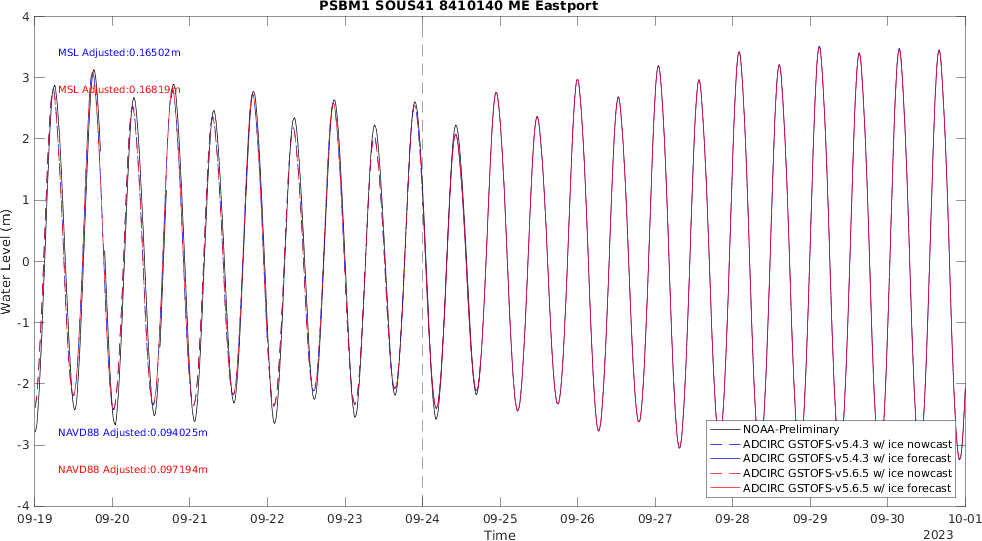 PSBM1 SOUS41 8410140 ME Eastport
Water Level (m)
4
3
2
1
0
-1
-2
-3
-4
MSL Adjusted:0.16502m
MSL Adjusted:0.16819m
NAVD88 Adjusted:0.094025m
NAVD88 Adjusted:0.097194m
NOAA-Preliminary
ADCIRC GSTOFS-v5.4.3 w/ ice nowcast
ADCIRC GSTOFS-v5.4.3 w/ ice forecast
ADCIRC GSTOFS-v5.6.5 w/ ice nowcast
ADCIRC GSTOFS-v5.6.5 w/ ice forecast
09-19 09-20 09-21 09-22 09-23 09-24 09-25 09-26 09-27 09-28 09-29 09-30 10-01
Time
2023